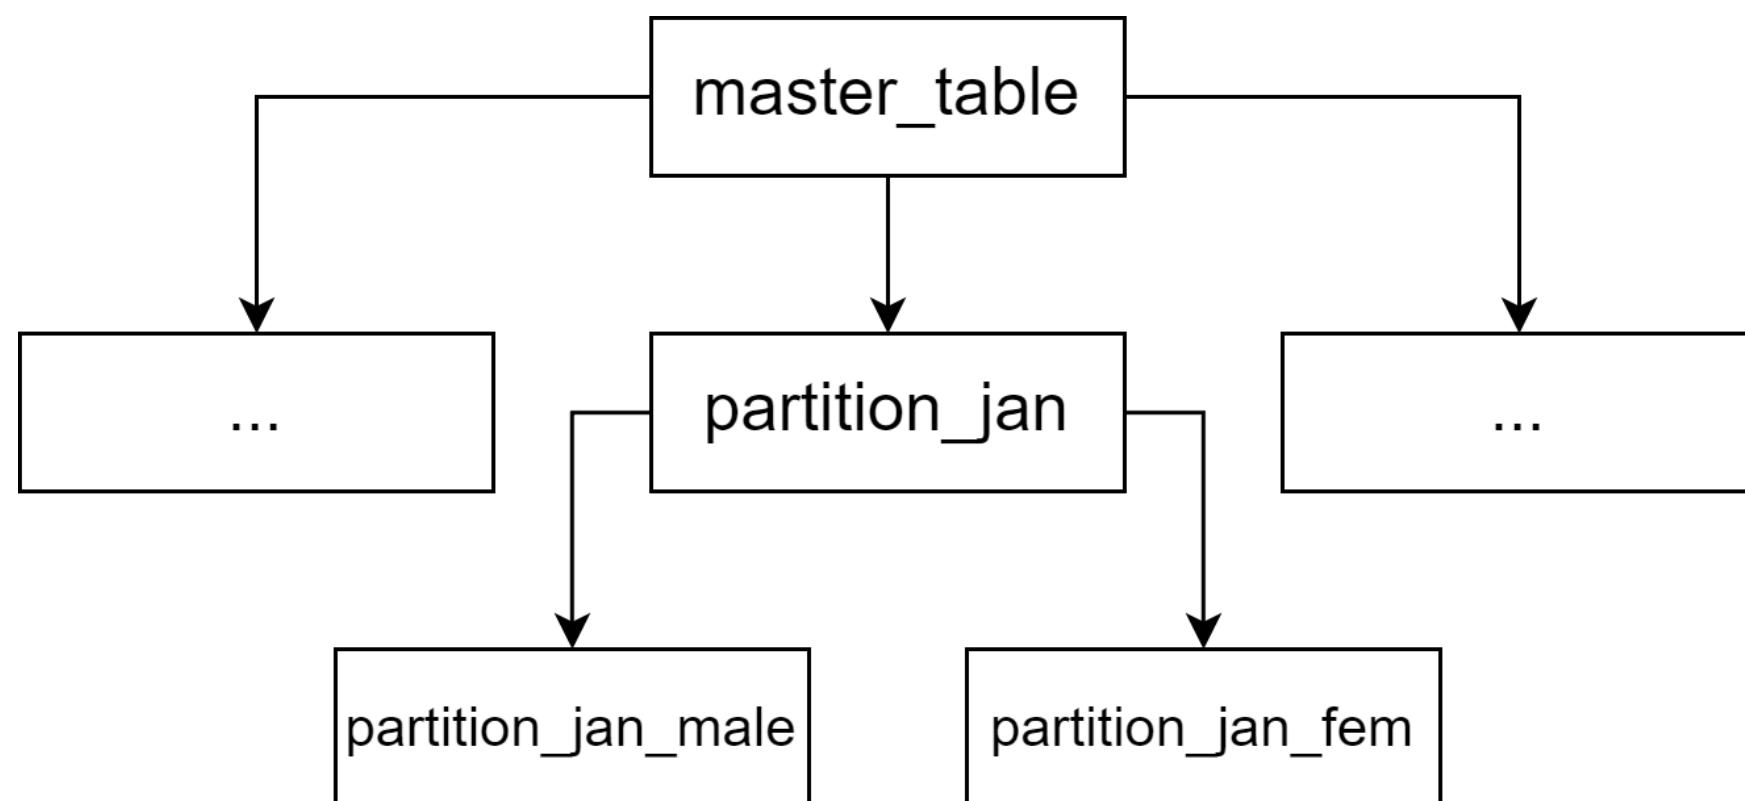 master_table
...
partition_jan
...
partition_jan_male
partition_jan_fem